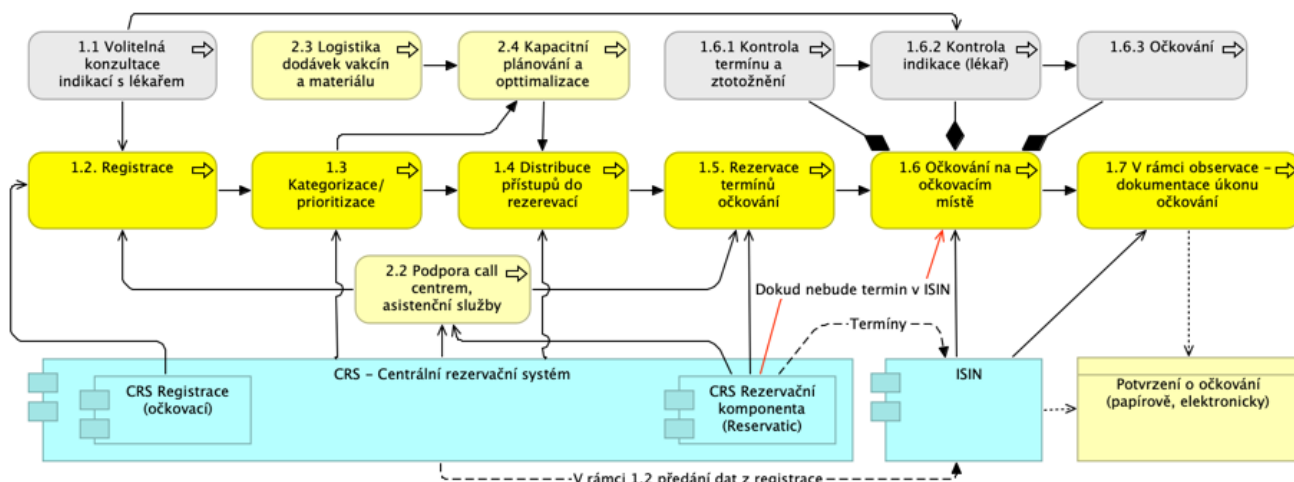 1.1 Volitelná
konzultace
indikací s lékařem
2.3 Logistika
dodávek vakcín
a materiálu
2.4 Kapacitní
plánování a
opttimalizace
1.6.1 Kontrola
termínu a
ztotožnění
1.6.2 Kontrola
indikace (lékař)
1.6.3 Očkování
1.2. Registrace
1.3
Kategorizace/
prioritizace
1.4 Distribuce
přístupů do
rezerevací
1.5. Rezervace
termínů
očkování
1.6 Očkování na
očkovacím
místě
1.7 V rámci observace –
dokumentace úkonu
očkování
2.2 Podpora call
centrem,
asistenční služby
Dokud nebude termin v ISIN
Termíny
CRS – Centrální rezervační systém
CRS Registrace
(očkovací)
CRS Rezervační
komponenta
(Reservatic)
ISIN
Potvrzení o očkování
(papírově, elektronicky)
V rámci 1.2 předání dat z registrace